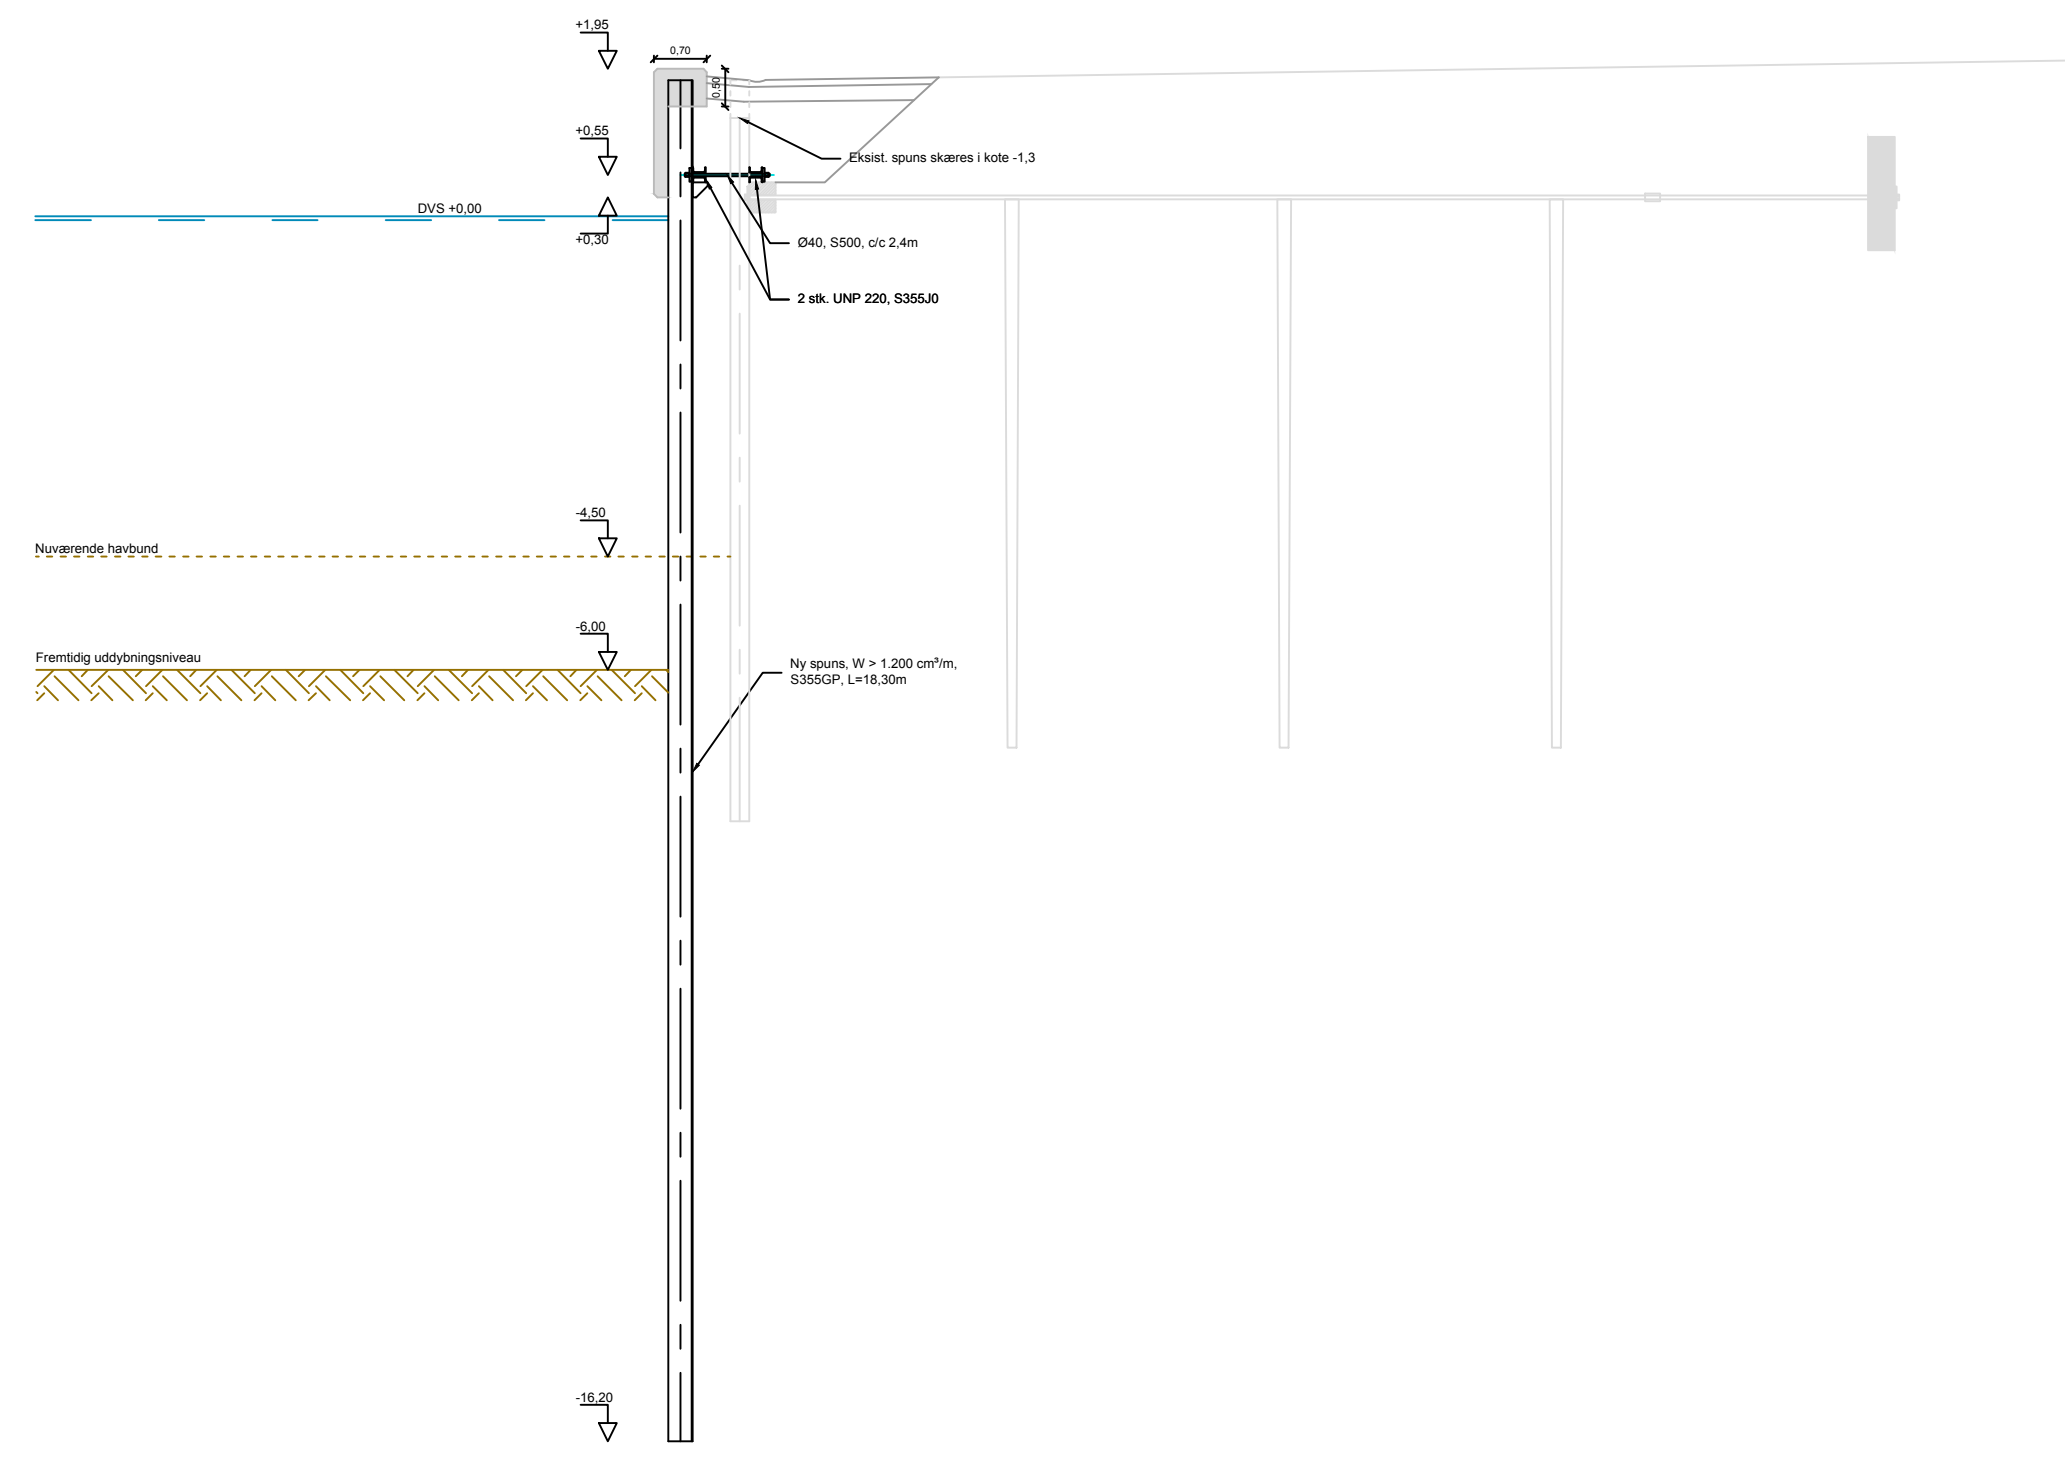 +1,95
0,70
0,50
+0,55
Eksist. spuns skæres i kote -1,3
DVS +0,00
+0,30
Ø40, S500, c/c 2,4m
2 stk. UNP 220, S355J0
-4,50
Nuværende havbund
-6,00
Fremtidig uddybningsniveau
Ny spuns, W > 1.200 cm³/m,
S355GP, L=18,30m
-16,20